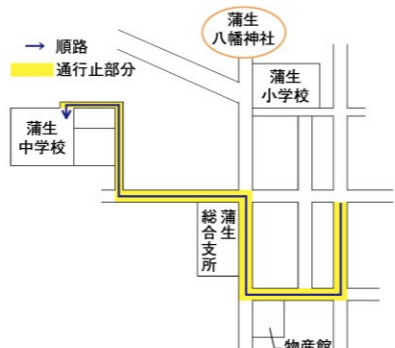 順路
通行止部分
蒲生
八幡神社
蒲生
小学校
蒲生
中学校
蒲生
総合支所
物産館